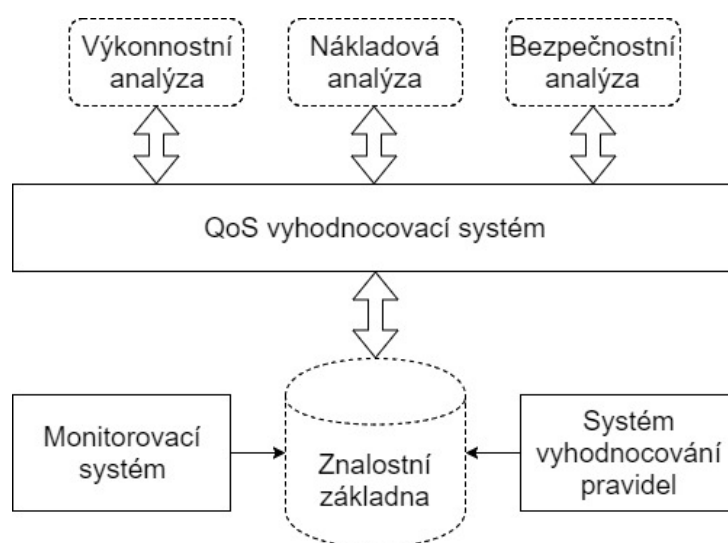 Výkonnostní
analýza
Nákladová
analýza
Bezpečnostní
analýza
QoS vyhodnocovací systém
Monitorovací
systém
Znalostní
základna
Systém
vyhodnocování
pravidel